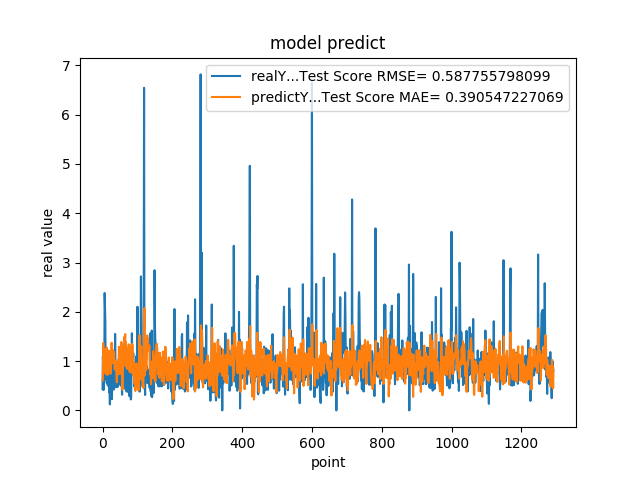 model predict
realY...Test Score RMSE= 0.587755798099
predictY...Test Score MAE= 0.390547227069
real value
7
6
5
4
3
2
1
0
0 200 400 600 800 1000 1200
point